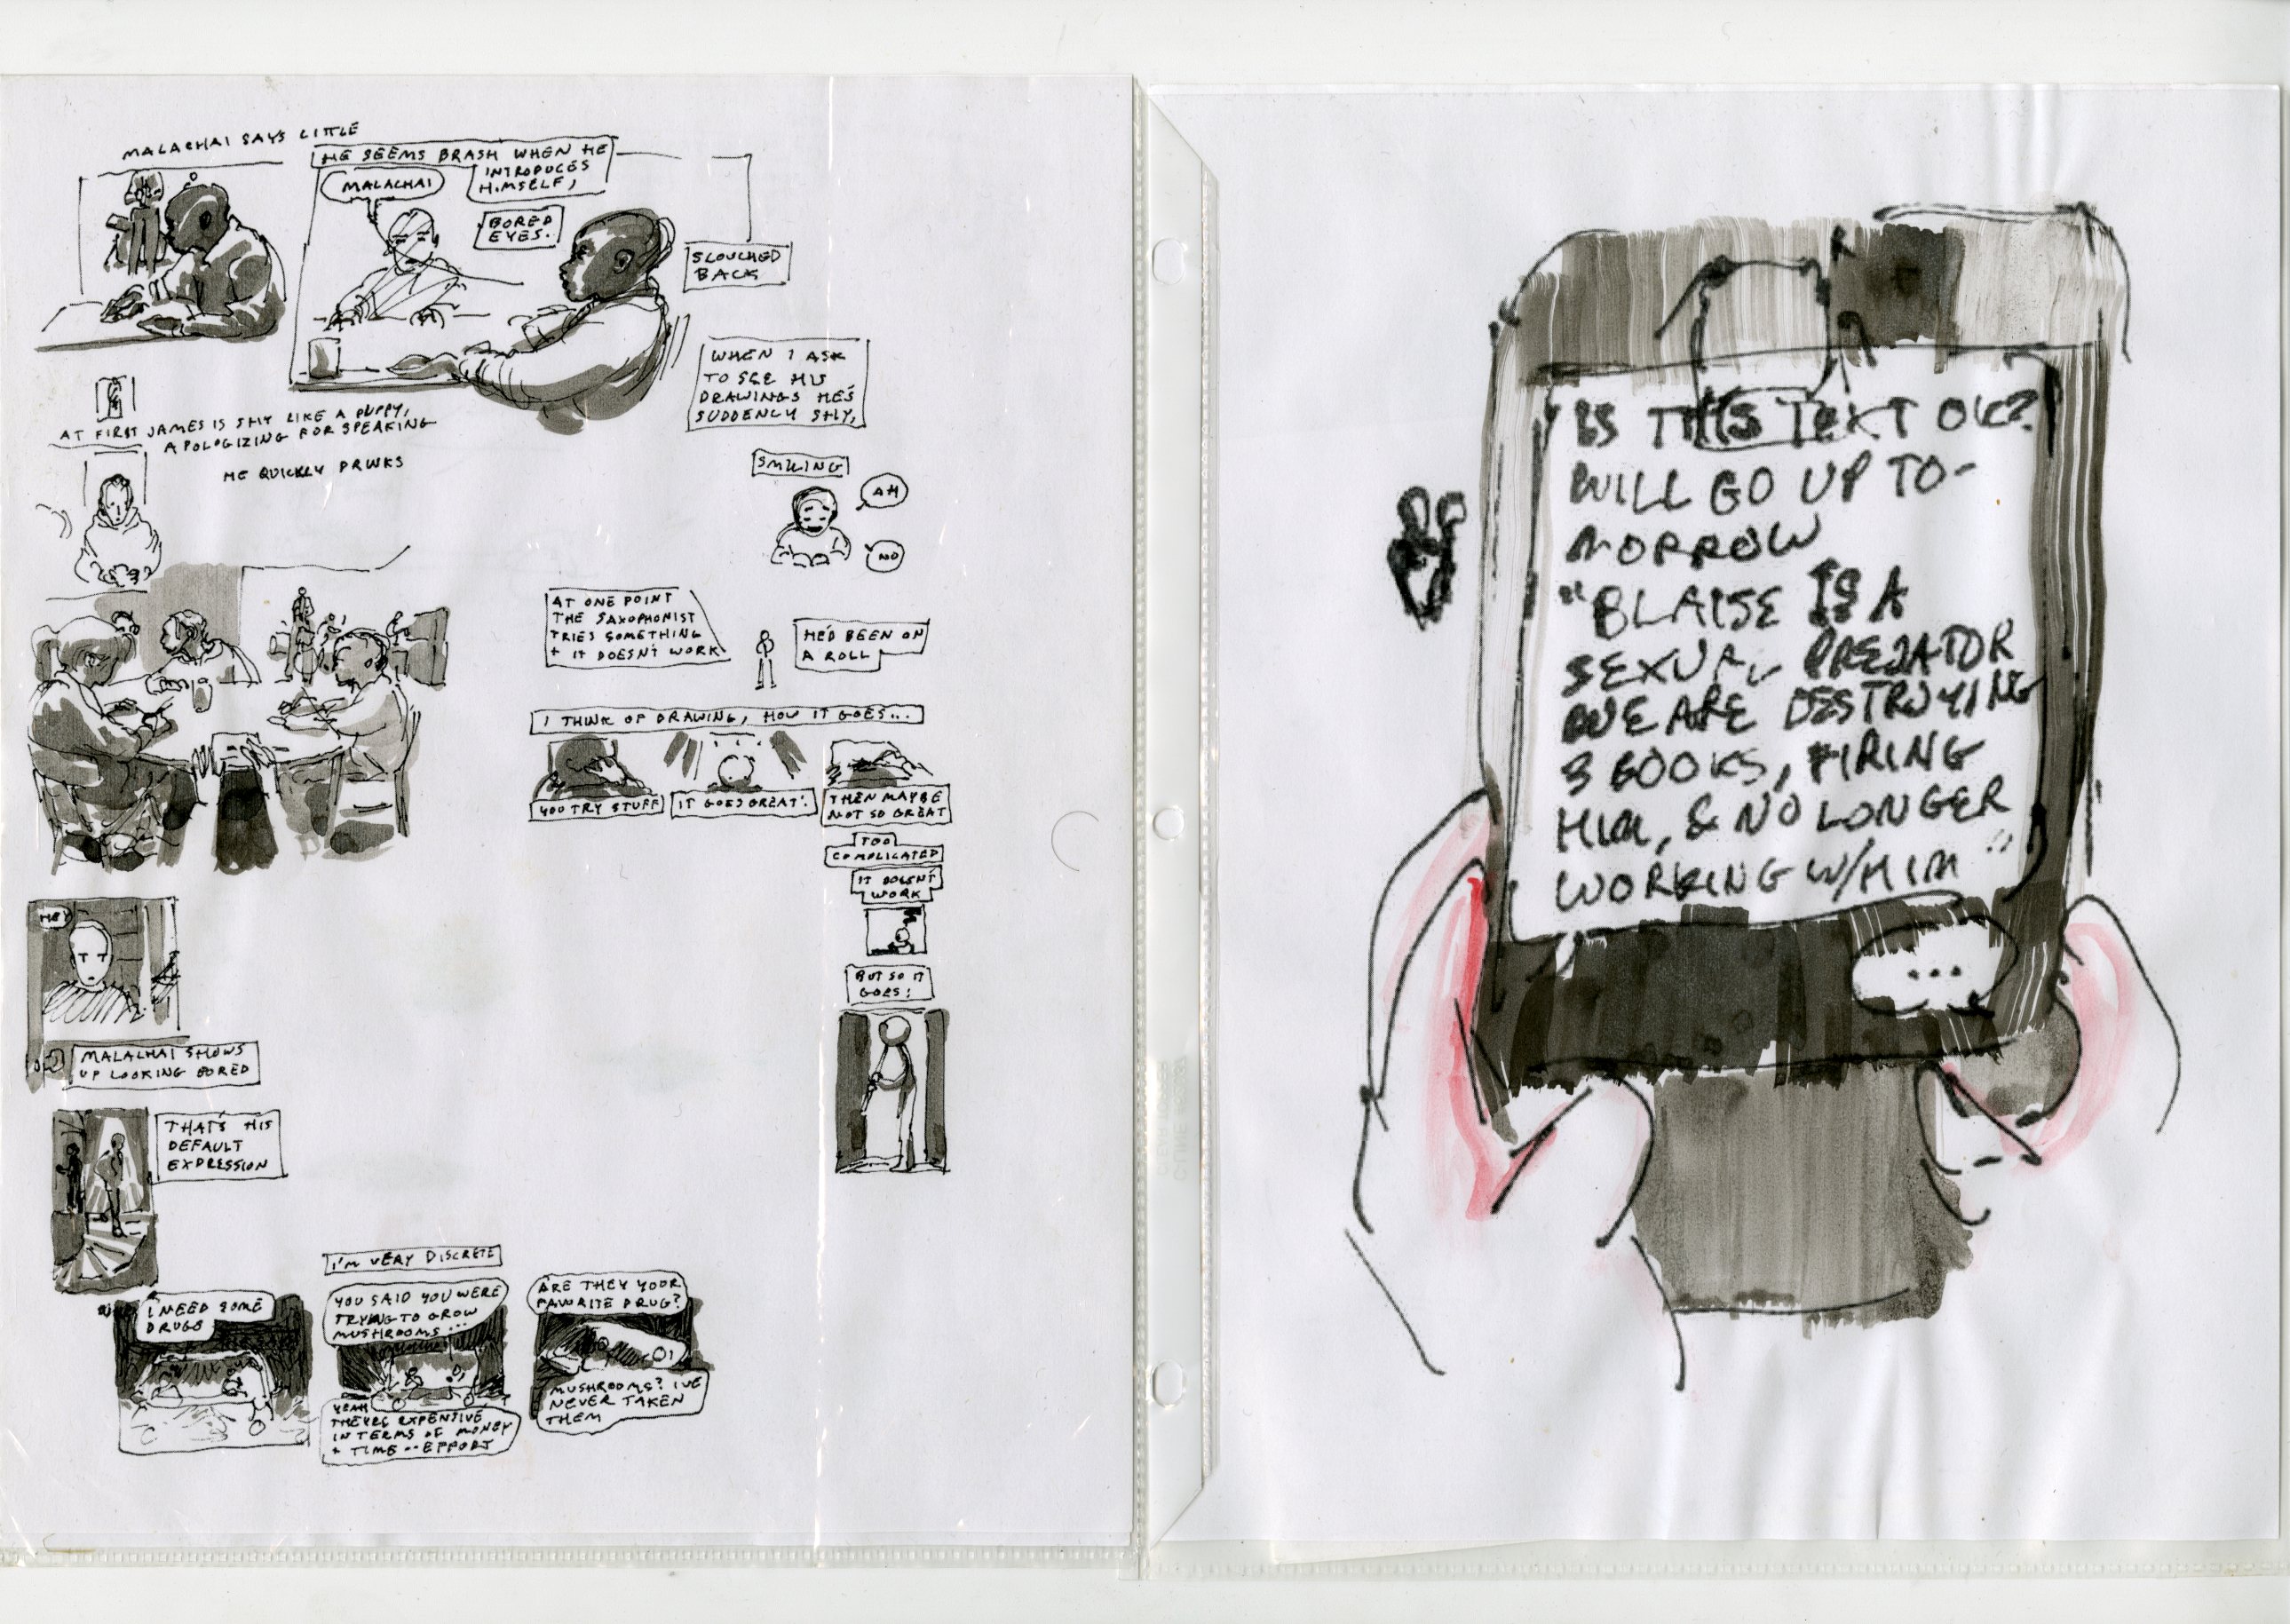 MALACHAI SAYS LITTLE
HE SEEMS BRASH WHEN HE
INTRODUCES
HIMSELF,
MALACHAI
BORED
EYES.
SLOUCHED
BACK
WHEN I ASK
TO SEE HIS
DRAWINGS HE'S
SUDDENLY SHY,
SMILING
AH
NO
AT FIRST JAMES IS SHY LIKE A PUPPY,
APOLOGIZING FOR SPEAKING
HE QUICKLY DRINKS
AT ONE POINT
THE SAXOPHONIST
TRIES SOMETHING
+ IT DOESN'T WORK
HE'D BEEN ON
A ROLL
I THINK OF DRAWING, HOW IT GOES...
YOU TRY STUFF
IT GOES GREAT!
THEN MAYBE
NOT SO GREAT
TOO
COMPLICATED
IT DOESN'T
WORK
BUT SO IT
GOES!
HEY
MALACHAI SHOWS
UP LOOKING BORED
THAT'S HIS
DEFAULT
EXPRESSION
I NEED SOME
DRUGS
I'M VERY DISCRETE
YOU SAID YOU WERE
TRYING TO GROW
MUSHROOMS...
YEAH
THEYRE EXPENSIVE
IN TERMS OF MONEY
+ TIME -- EFFORT
ARE THEY YOUR
FAVORITE DRUG?
MUSHROOMS? I'VE
NEVER TAKEN
THEM
IS THIS TEXT OK?
WILL GO UP TO-
MORROW
"BLAISE IS A
SEXUAL PREDATOR
WE ARE DESTROYING
3 BOOKS, FIRING
HIM, & NO LONGER
WORKING W/HIM"
...